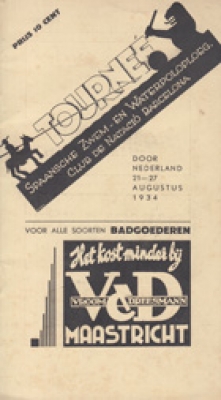 PRIJS 10 CENT
TOURNEE
SPAANSCHE ZWEM- EN WATERPOLOPLOEG
CLUB DE NATACIÓ BARCELONA
DOOR
NEDERLAND
21—27
AUGUSTUS
1934
VOOR ALLE SOORTEN BADGOEDEREN
Het kost minder bij
V&D
VROOM DREESMANN
MAASTRICHT